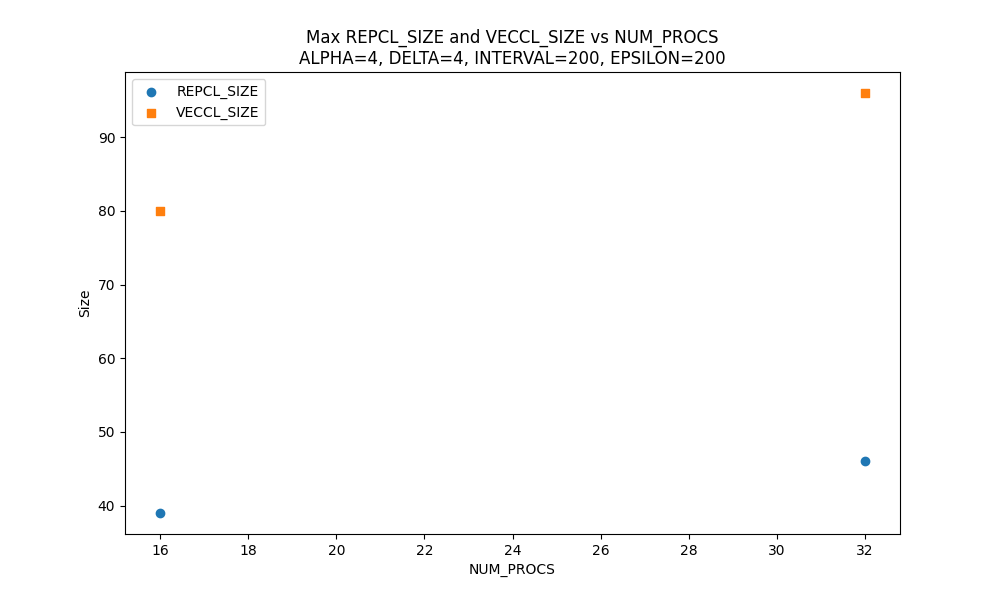 Max REPCL_SIZE and VECCL_SIZE vs NUM_PROCS
ALPHA=4, DELTA=4, INTERVAL=200, EPSILON=200
REPCL_SIZE
VECCL_SIZE
Size
90
80
70
60
50
40
16 18 20 22 24 26 28 30 32
NUM_PROCS